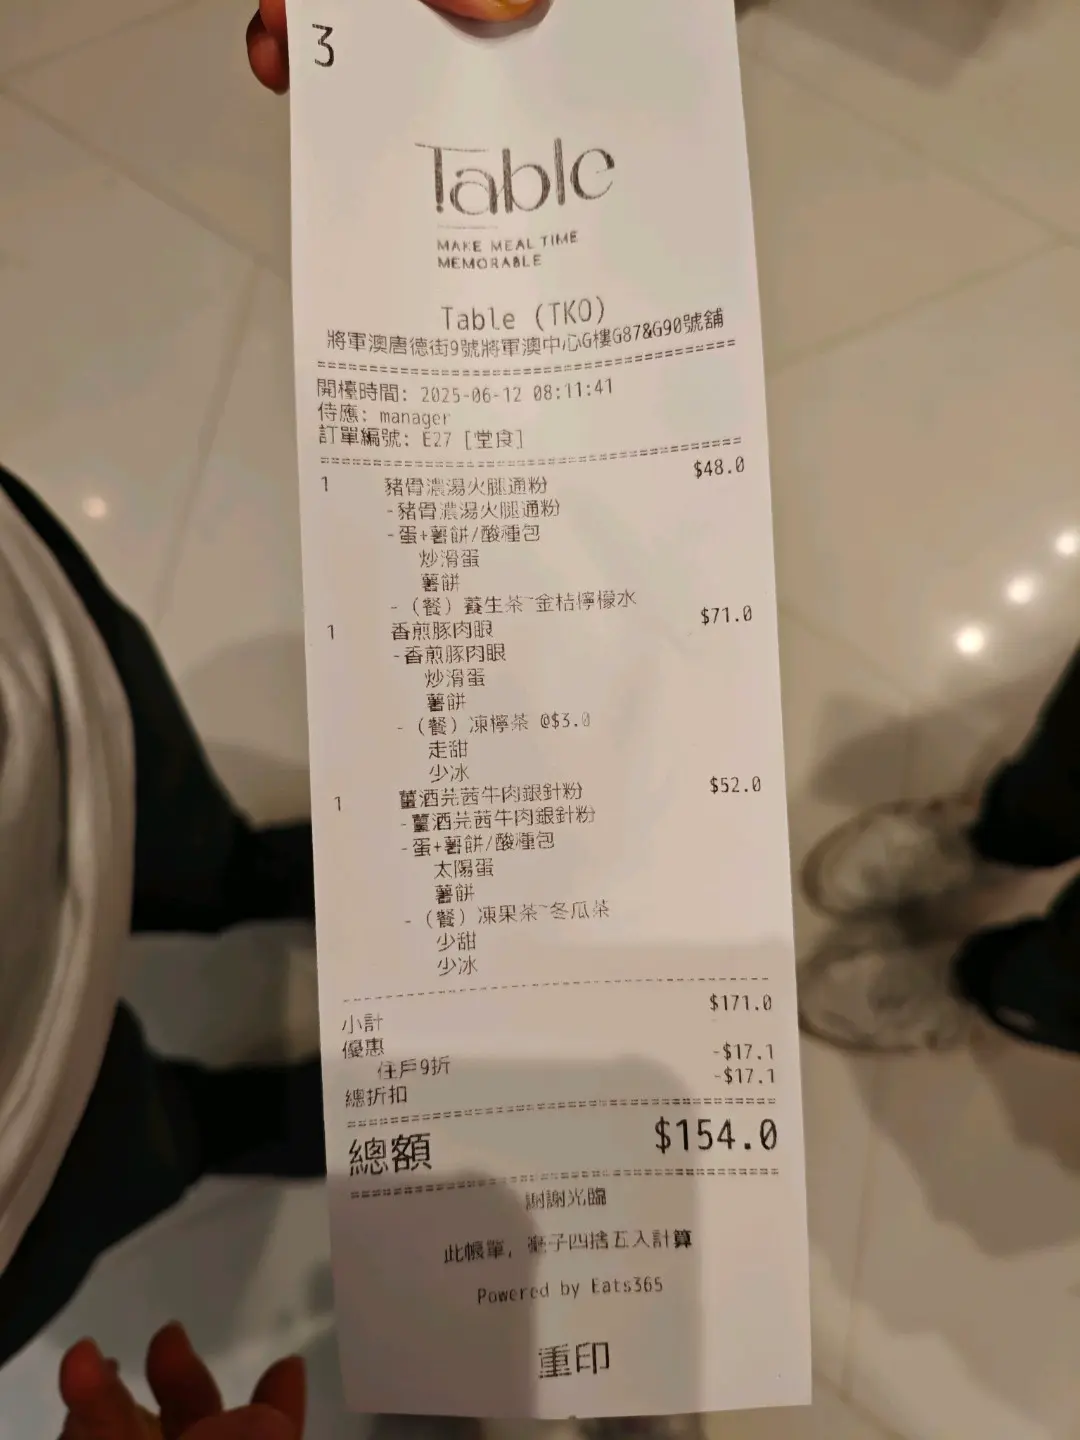 3
Table
MAKE MEAL TIME
MEMORABLE
Table (TKO)
將軍澳唐德街9號將軍澳中心G樓G87&G90號舖
開檯時間: 2025-06-12 08:11:41
侍應: manager
訂單編號: E27 [堂食]
1 豬骨濃湯火腿通粉 $48.0
-豬骨濃湯火腿通粉
-蛋+薯餅/酸種包
炒滑蛋
薯餅
-（餐）養生茶~金桔檸檬水
1 香煎豚肉眼 $71.0
-香煎豚肉眼
炒滑蛋
薯餅
-（餐）凍檸茶 @$3.0
走甜
少冰
1 薑酒芫茜牛肉銀針粉 $52.0
-薑酒芫茜牛肉銀針粉
-蛋+薯餅/酸種包
太陽蛋
薯餅
-（餐）凍果茶~冬瓜茶
少甜
少冰
小計 $171.0
優惠 -$17.1
住戶9折 -$17.1
總折扣
總額 $154.0
謝謝光臨
此帳單, 毫子四捨五入計算
Powered by Eats365
重印